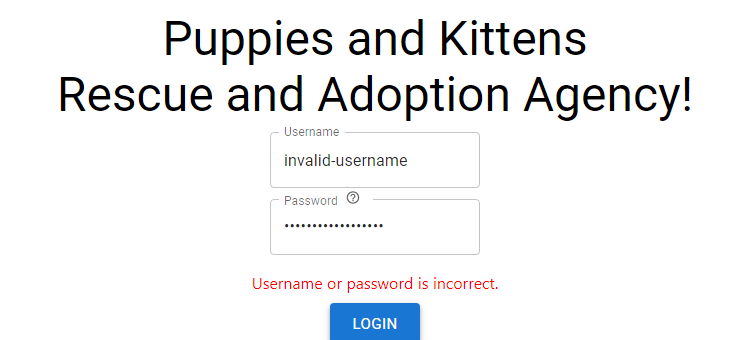 Puppies and Kittens
Rescue and Adoption Agency!
Username
invalid-username
Password
••••••••••••••••••
Username or password is incorrect.
LOGIN